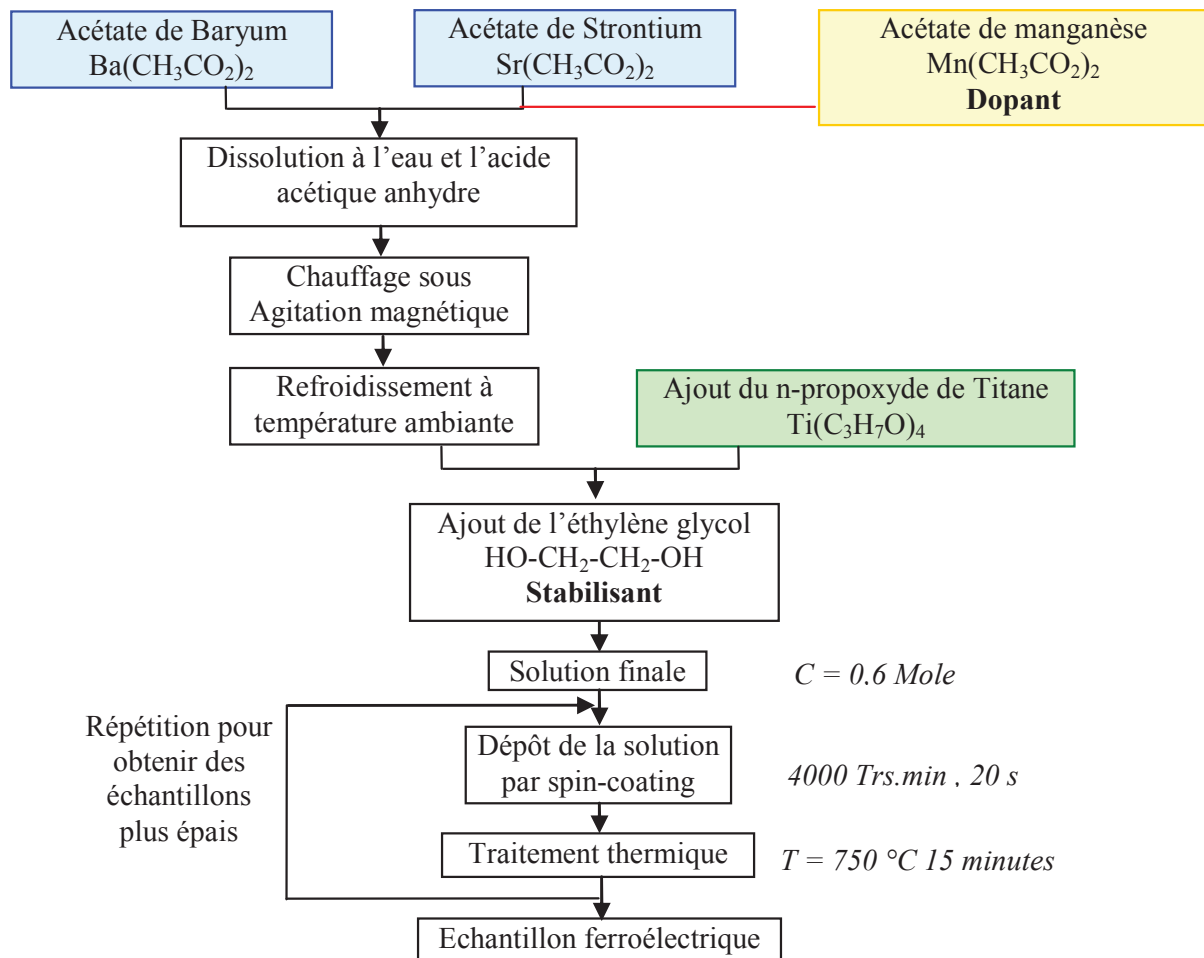 Acétate de Baryum
Ba(CH₃CO₂)₂
Acétate de Strontium
Sr(CH₃CO₂)₂
Acétate de manganèse
Mn(CH₃CO₂)₂
Dopant
Dissolution à l’eau et l’acide
acétique anhydre
Chauffage sous
Agitation magnétique
Refroidissement à
température ambiante
Ajout du n-propoxyde de Titane
Ti(C₃H₇O)₄
Ajout de l’éthylène glycol
HO-CH₂-CH₂-OH
Stabilisant
Solution finale
C = 0.6 Mole
Répétition pour
obtenir des
échantillons
plus épais
Dépôt de la solution
par spin-coating
4000 Trs.min , 20 s
Traitement thermique
T = 750 °C 15 minutes
Echantillon ferroélectrique